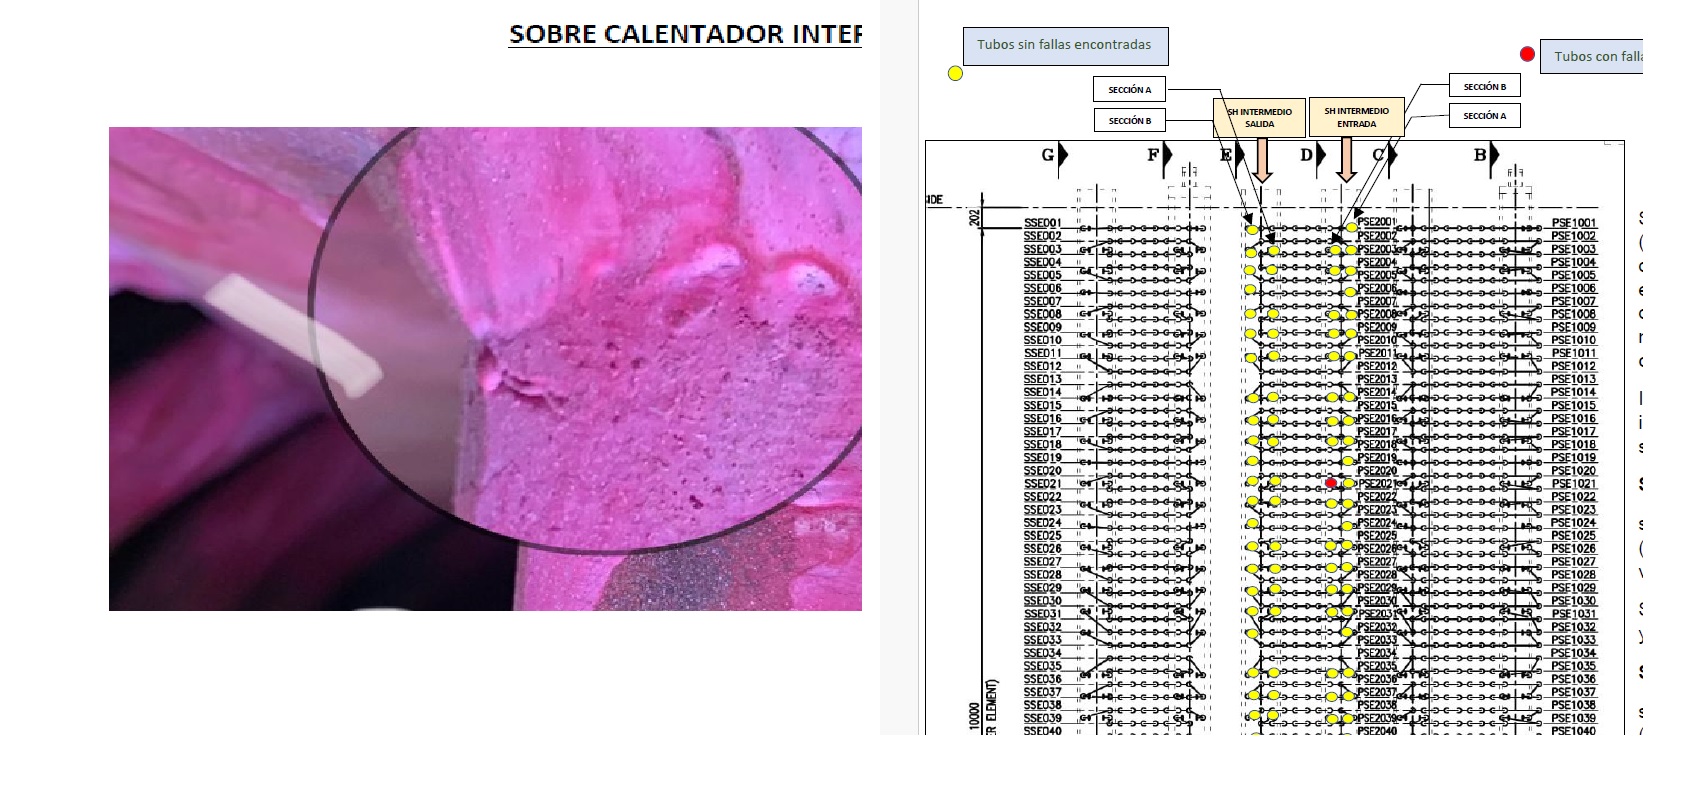 SOBRE CALENTADOR INTER
Tubos sin fallas encontradas
Tubos con falla
SECCIÓN A
SECCIÓN B
SH INTERMEDIO
SALIDA
SH INTERMEDIO
ENTRADA
SECCIÓN B
SECCIÓN A
G F E D C B
IDE
202
SSE001 PSE2001 PSE1001
SSE002 PSE2002 PSE1002
SSE003 PSE2003 PSE1003
SSE004 PSE2004 PSE1004
SSE005 PSE2005 PSE1005
SSE006 PSE2006 PSE1006
SSE007 PSE2007 PSE1007
SSE008 PSE2008 PSE1008
SSE009 PSE2009 PSE1009
SSE010 PSE2010 PSE1010
SSE011 PSE2011 PSE1011
SSE012 PSE2012 PSE1012
SSE013 PSE2013 PSE1013
SSE014 PSE2014 PSE1014
SSE015 PSE2015 PSE1015
SSE016 PSE2016 PSE1016
SSE017 PSE2017 PSE1017
SSE018 PSE2018 PSE1018
SSE019 PSE2019 PSE1019
SSE020 PSE2020 PSE1020
SSE021 PSE2021 PSE1021
SSE022 PSE2022 PSE1022
SSE023 PSE2023 PSE1023
SSE024 PSE2024 PSE1024
SSE025 PSE2025 PSE1025
SSE026 PSE2026 PSE1026
SSE027 PSE2027 PSE1027
SSE028 PSE2028 PSE1028
SSE029 PSE2029 PSE1029
SSE030 PSE2030 PSE1030
SSE031 PSE2031 PSE1031
SSE032 PSE2032 PSE1032
SSE033 PSE2033 PSE1033
SSE034 PSE2034 PSE1034
SSE035 PSE2035 PSE1035
SSE036 PSE2036 PSE1036
SSE037 PSE2037 PSE1037
SSE038 PSE2038 PSE1038
SSE039 PSE2039 PSE1039
SSE040 PSE2040 PSE1040
10000
ER ELEMENT)